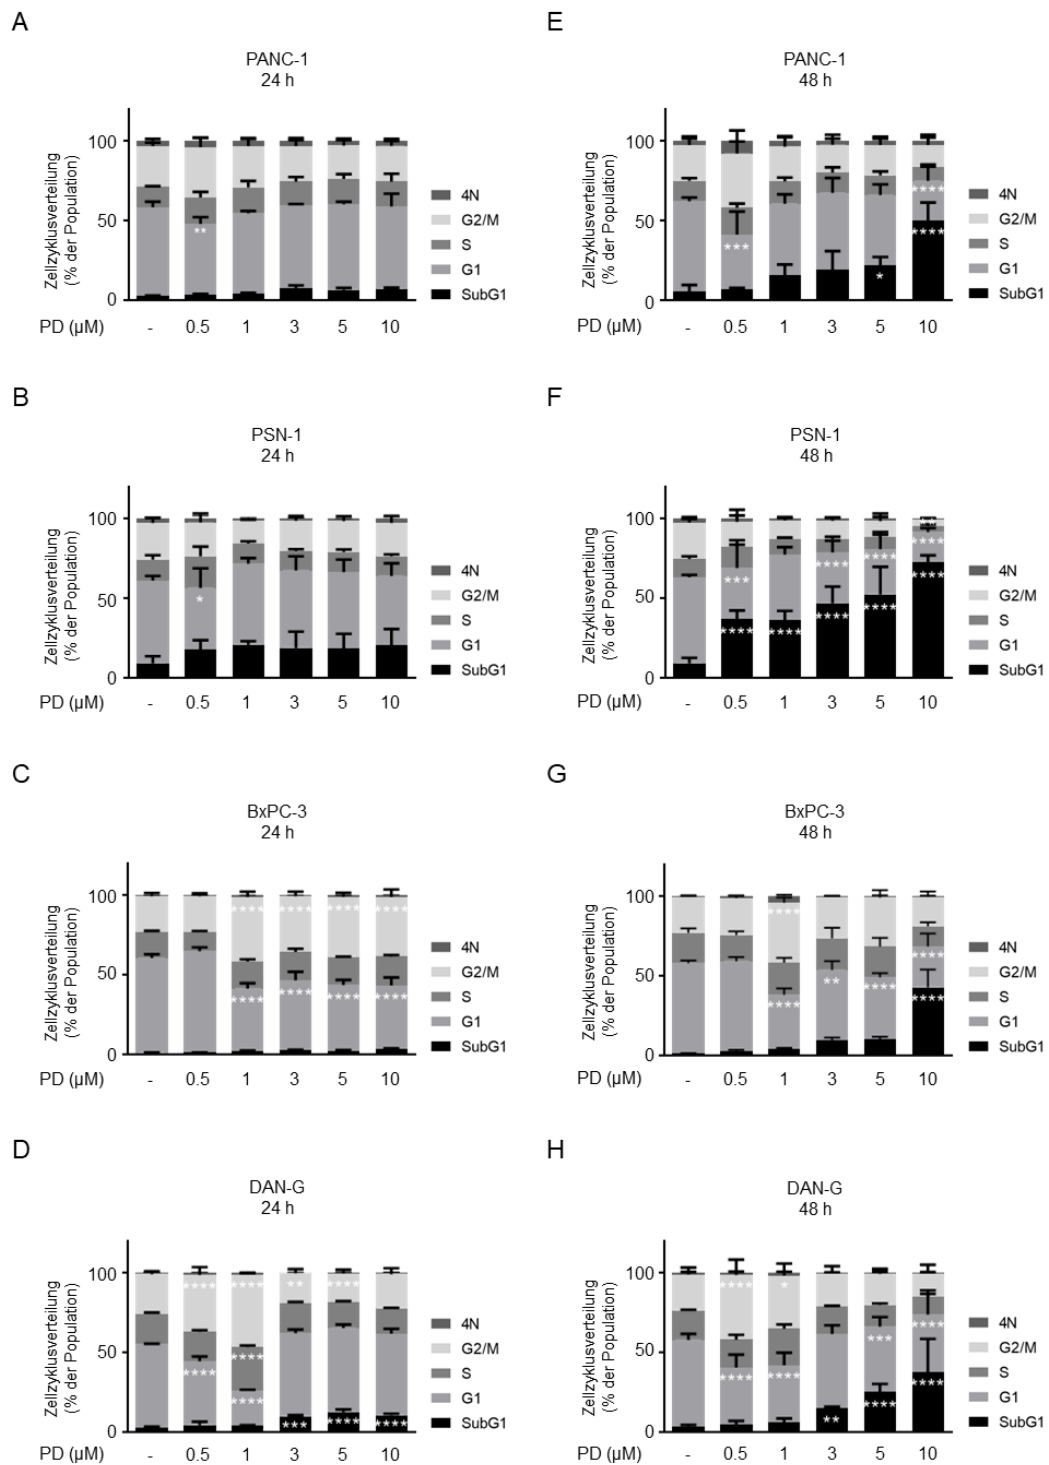 A
PANC-1
24 h
Zellzyklusverteilung
(% der Population)
100
50
0
**
4N
G2/M
S
G1
SubG1
PD (µM) - 0.5 1 3 5 10
E
PANC-1
48 h
Zellzyklusverteilung
(% der Population)
100
50
0
***
*
****
****
4N
G2/M
S
G1
SubG1
PD (µM) - 0.5 1 3 5 10
B
PSN-1
24 h
Zellzyklusverteilung
(% der Population)
100
50
0
*
4N
G2/M
S
G1
SubG1
PD (µM) - 0.5 1 3 5 10
F
PSN-1
48 h
Zellzyklusverteilung
(% der Population)
100
50
0
*** **** **** ****
**** **** **** **** ****
4N
G2/M
S
G1
SubG1
PD (µM) - 0.5 1 3 5 10
C
BxPC-3
24 h
Zellzyklusverteilung
(% der Population)
100
50
0
**** **** **** ****
**** **** **** ****
4N
G2/M
S
G1
SubG1
PD (µM) - 0.5 1 3 5 10
G
BxPC-3
48 h
Zellzyklusverteilung
(% der Population)
100
50
0
****
**** ** **** ****
****
4N
G2/M
S
G1
SubG1
PD (µM) - 0.5 1 3 5 10
D
DAN-G
24 h
Zellzyklusverteilung
(% der Population)
100
50
0
**** **** ** ****
****
**** ****
*** **** ****
4N
G2/M
S
G1
SubG1
PD (µM) - 0.5 1 3 5 10
H
DAN-G
48 h
Zellzyklusverteilung
(% der Population)
100
50
0
**** *
**** **** *** ****
** **** ****
4N
G2/M
S
G1
SubG1
PD (µM) - 0.5 1 3 5 10